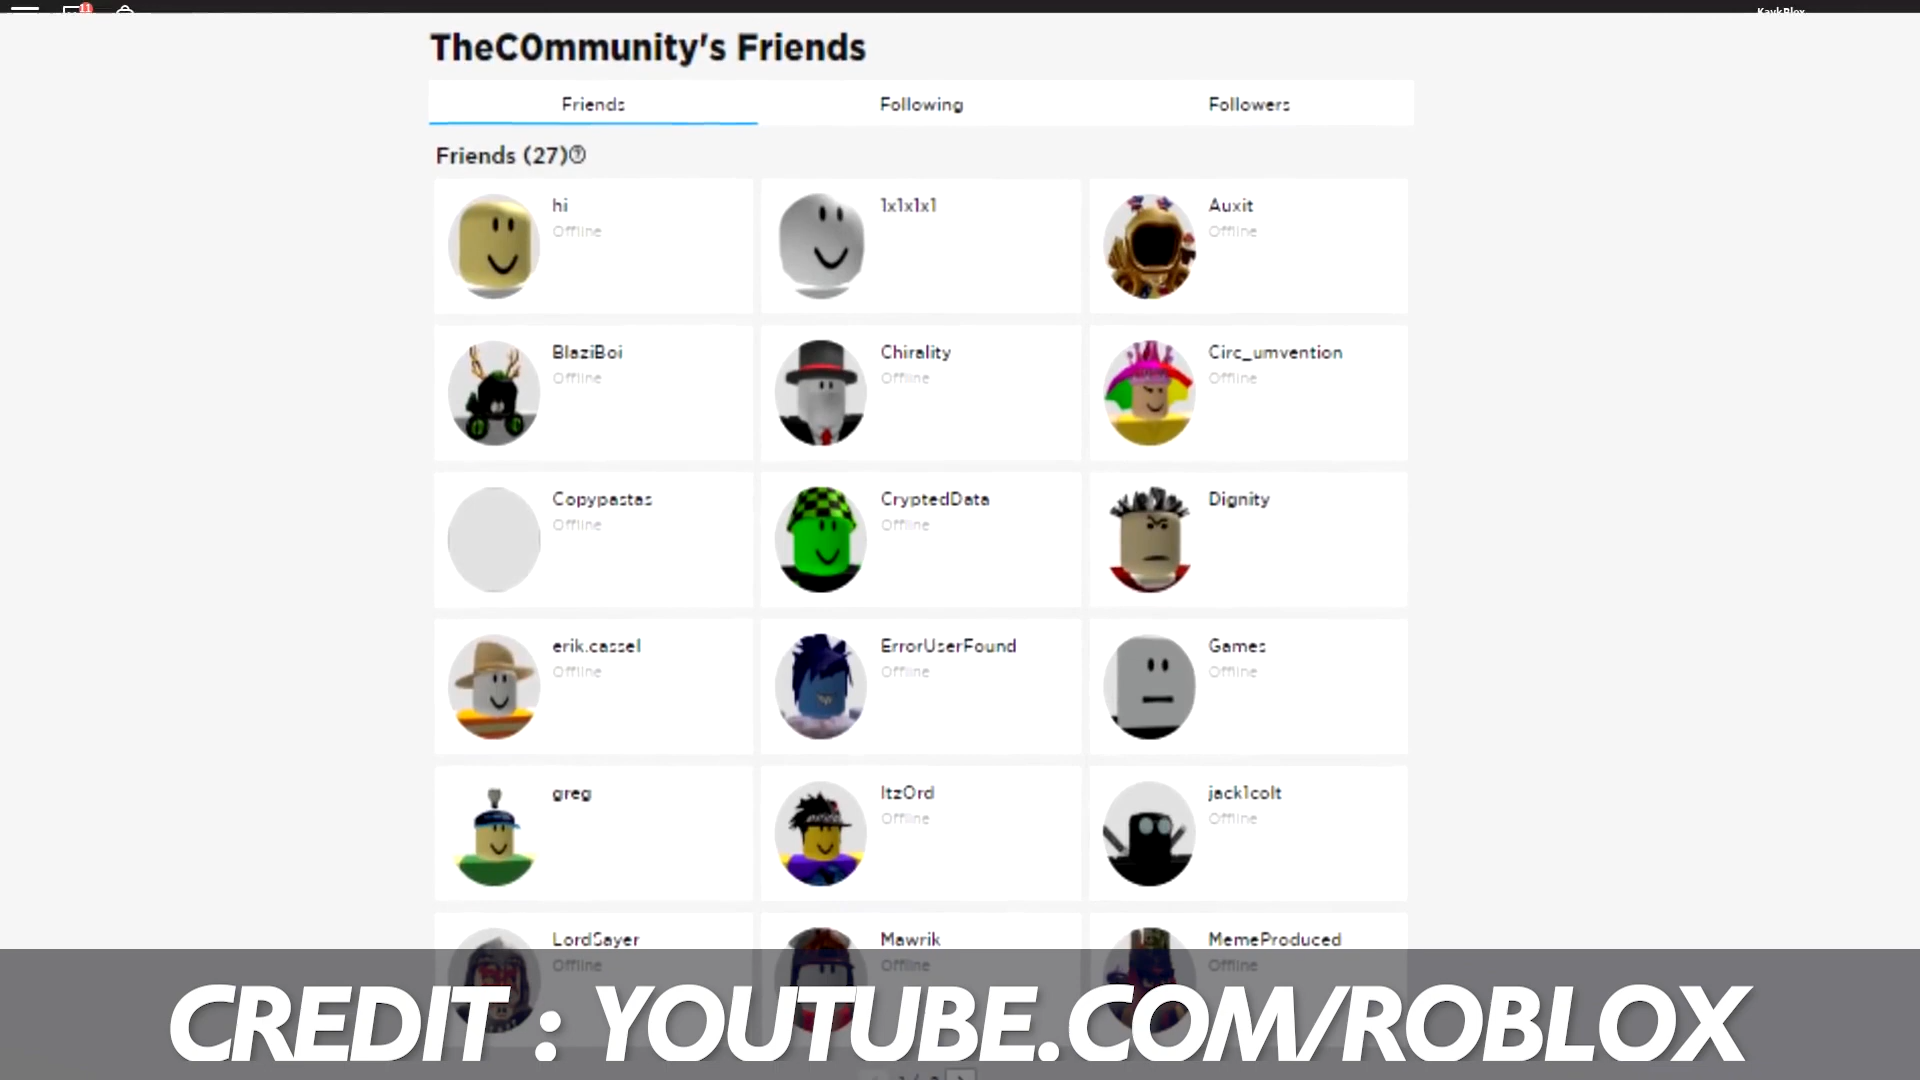 11
KavkBlox
TheC0mmunity's Friends
Friends Following Followers
Friends (27)
hi 1x1x1x1 Auxit
Offline Offline
BlaziBoi Chirality Circ_umvention
Offline Offline Offline
Copypastas CryptedData Dignity
Offline Offline
erik.cassel ErrorUserFound Games
Offline Offline Offline
greg ItzOrd jack1colt
Offline Offline
LordSayer Mawrik MemeProduced
Offline Offline Offline
CREDIT : YOUTUBE.COM/ROBLOX